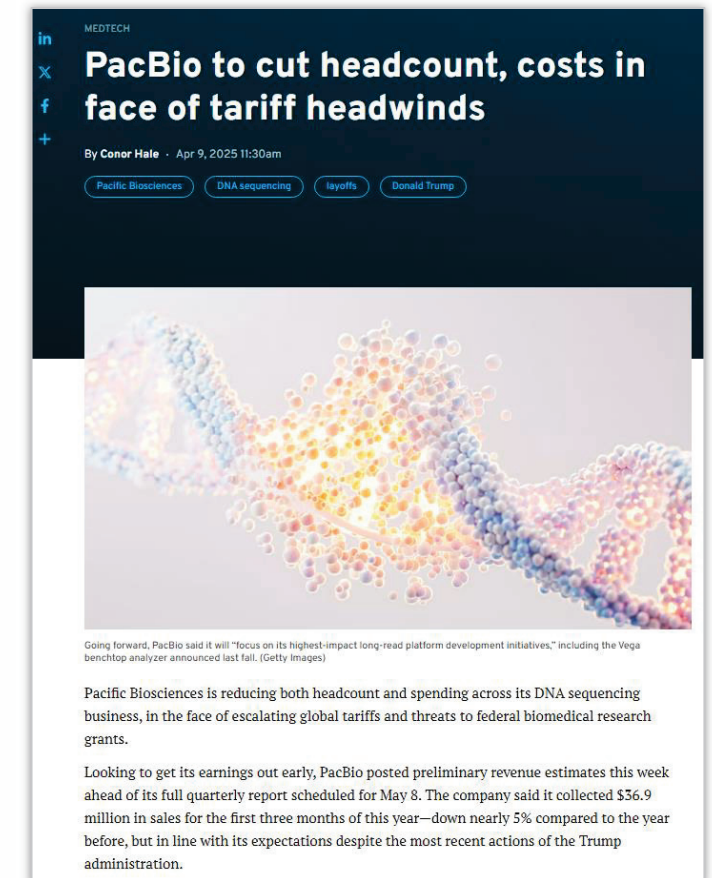 MEDTECH
PacBio to cut headcount, costs in
face of tariff headwinds
By Conor Hale · Apr 9, 2025 11:30am
Pacific Biosciences
DNA sequencing
layoffs
Donald Trump
Going forward, PacBio said it will “focus on its highest-impact long-read platform development initiatives,” including the Vega
benchtop analyzer announced last fall. (Getty Images)
Pacific Biosciences is reducing both headcount and spending across its DNA sequencing
business, in the face of escalating global tariffs and threats to federal biomedical research
grants.
Looking to get its earnings out early, PacBio posted preliminary revenue estimates this week
ahead of its full quarterly report scheduled for May 8. The company said it collected $36.9
million in sales for the first three months of this year—down nearly 5% compared to the year
before, but in line with its expectations despite the most recent actions of the Trump
administration.